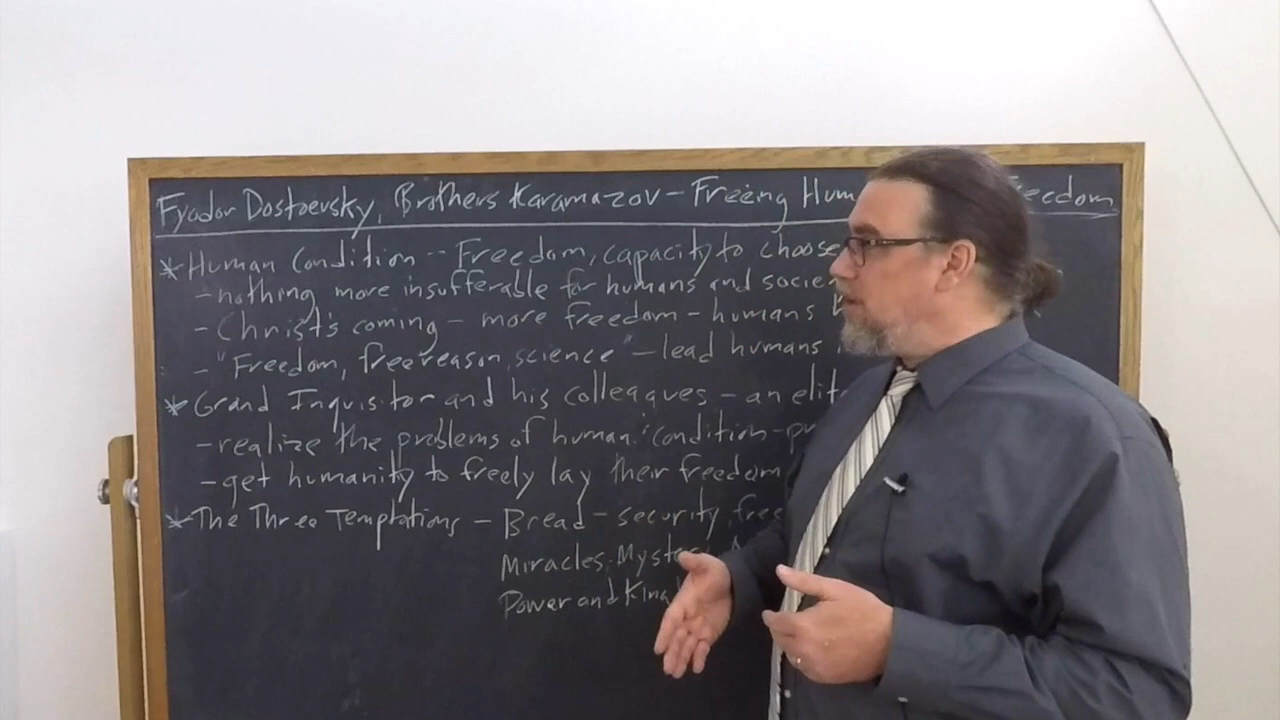 Fyodor Dostoevsky, Brothers Karamazov - Freeing Hum eedom
* Human Condition - Freedom, capacity to choose
- nothing more insufferable for humans and societ
- Christ's coming - more freedom - humans
- "Freedom, free reason, science" - lead humans
* Grand Inquisitor and his colleagues - an elit
- realize the problems of human condition - pr
- get humanity to freely lay their freedom
* The Three Temptations - Bread - security, free
Miracles, Myste
Power and King